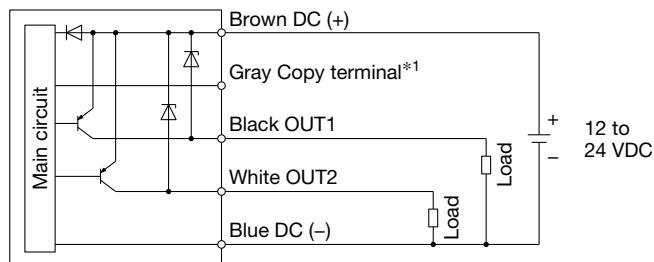 Brown DC (+)
Gray Copy terminal*1
Main circuit
Black OUT1
+
–
12 to
24 VDC
Load
White OUT2
Load
Blue DC (–)